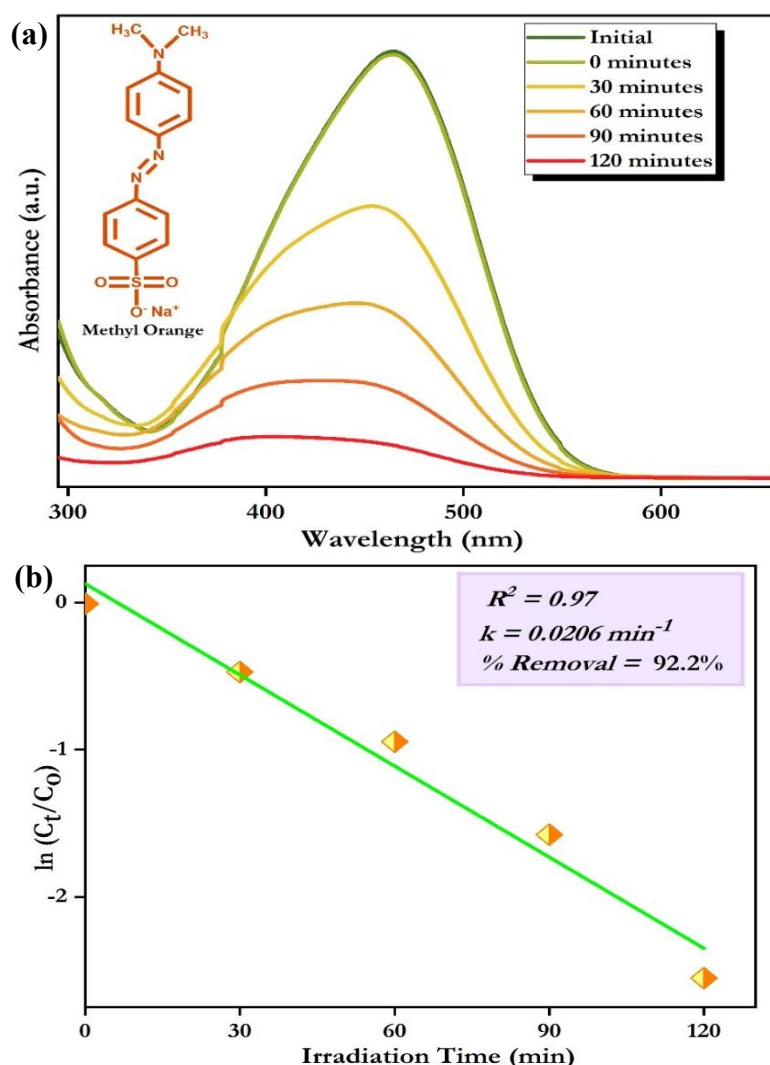 (a)
H₃C
CH₃
N
N
N
O
S
O
O⁻ Na⁺
Methyl Orange
Initial
0 minutes
30 minutes
60 minutes
90 minutes
120 minutes
Absorbance (a.u.)
300
400
500
600
Wavelength (nm)
(b)
R² = 0.97
k = 0.0206 min⁻¹
% Removal = 92.2%
ln (Cₜ/C₀)
0
-1
-2
0
30
60
90
120
Irradiation Time (min)